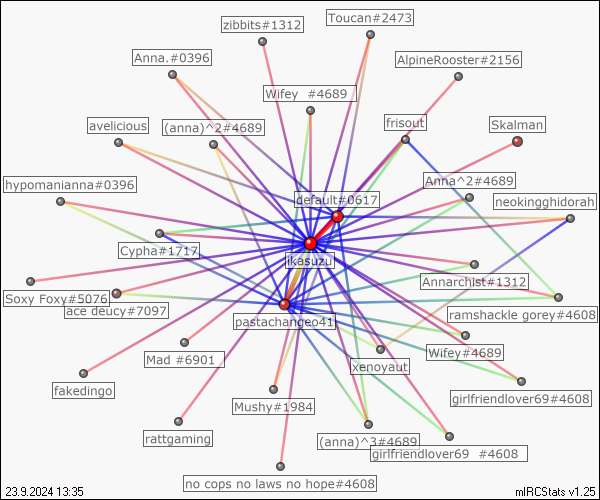 zibbits#1312
Toucan#2473
Anna.#0396
AlpineRooster#2156
Wifey #4689
avelicious
(anna)^2#4689
frisout
Skalman
hypomanianna#0396
Anna^2#4689
default#0617
neokingghidorah
Cypha#1717
ikasuzu
Annarchist#1312
Soxy Foxy#5076
ace deucy#7097
pastachangeo41
ramshackle gorey#4608
Mad #6901
Wifey#4689
xenoyaut
fakedingo
girlfriendlover69#4608
Mushy#1984
rattgaming
(anna)^3#4689
girlfriendlover69 #4608
no cops no laws no hope#4608
23.9.2024 13:35
mIRCStats v1.25